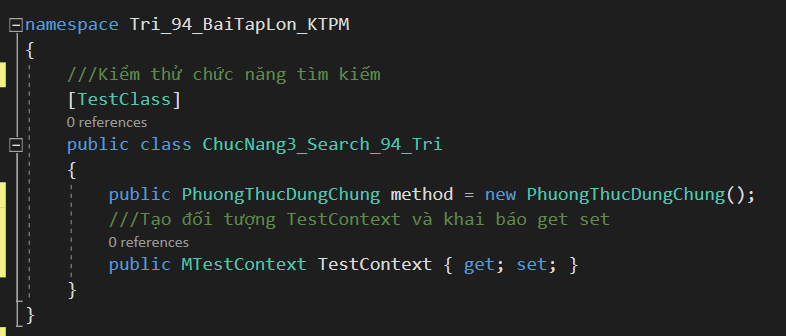 namespace Tri_94_BaiTapLon_KTPM
{
///Kiểm thử chức năng tìm kiếm
[TestClass]
0 references
public class ChucNang3_Search_94_Tri
{
public PhuongThucDungChung method = new PhuongThucDungChung();
///Tạo đối tượng TestContext và khai báo get set
0 references
public MTestContext TestContext { get; set; }
}
}